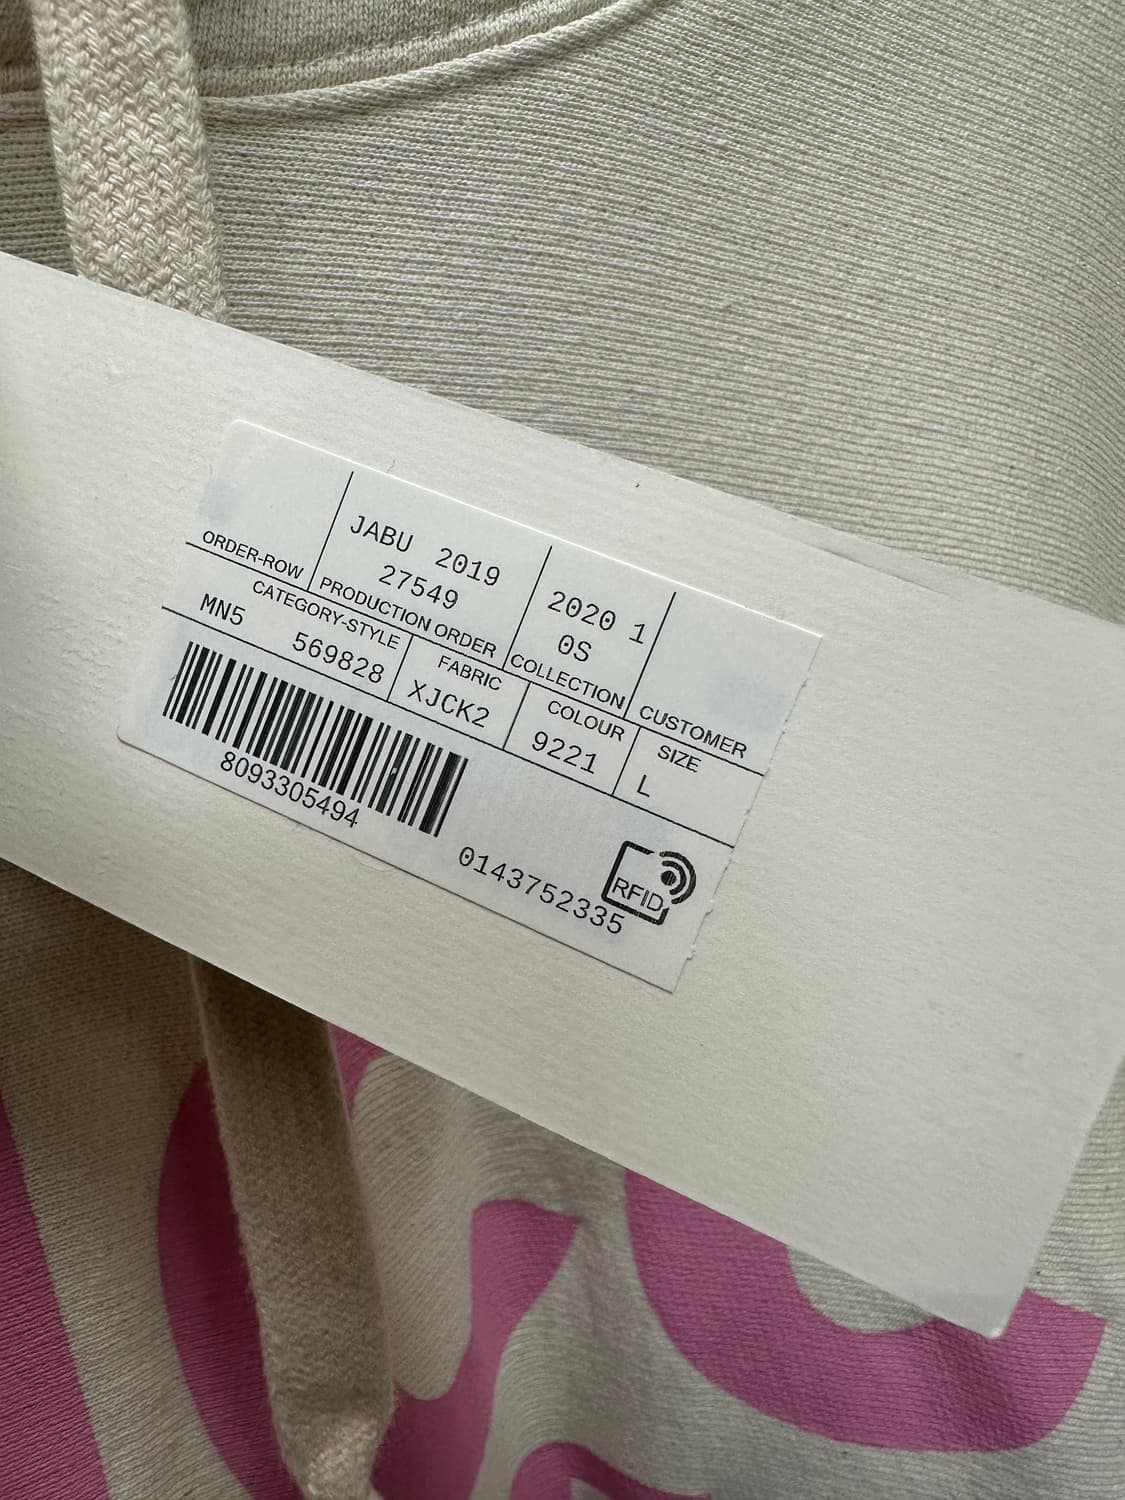 JABU 2019
27549
2020 1
0S
ORDER-ROW
PRODUCTION ORDER
COLLECTION
CUSTOMER
CATEGORY-STYLE
FABRIC
COLOUR
SIZE
MN5 569828
XJCK2
9221
L
8093305494
0143752335
RFID